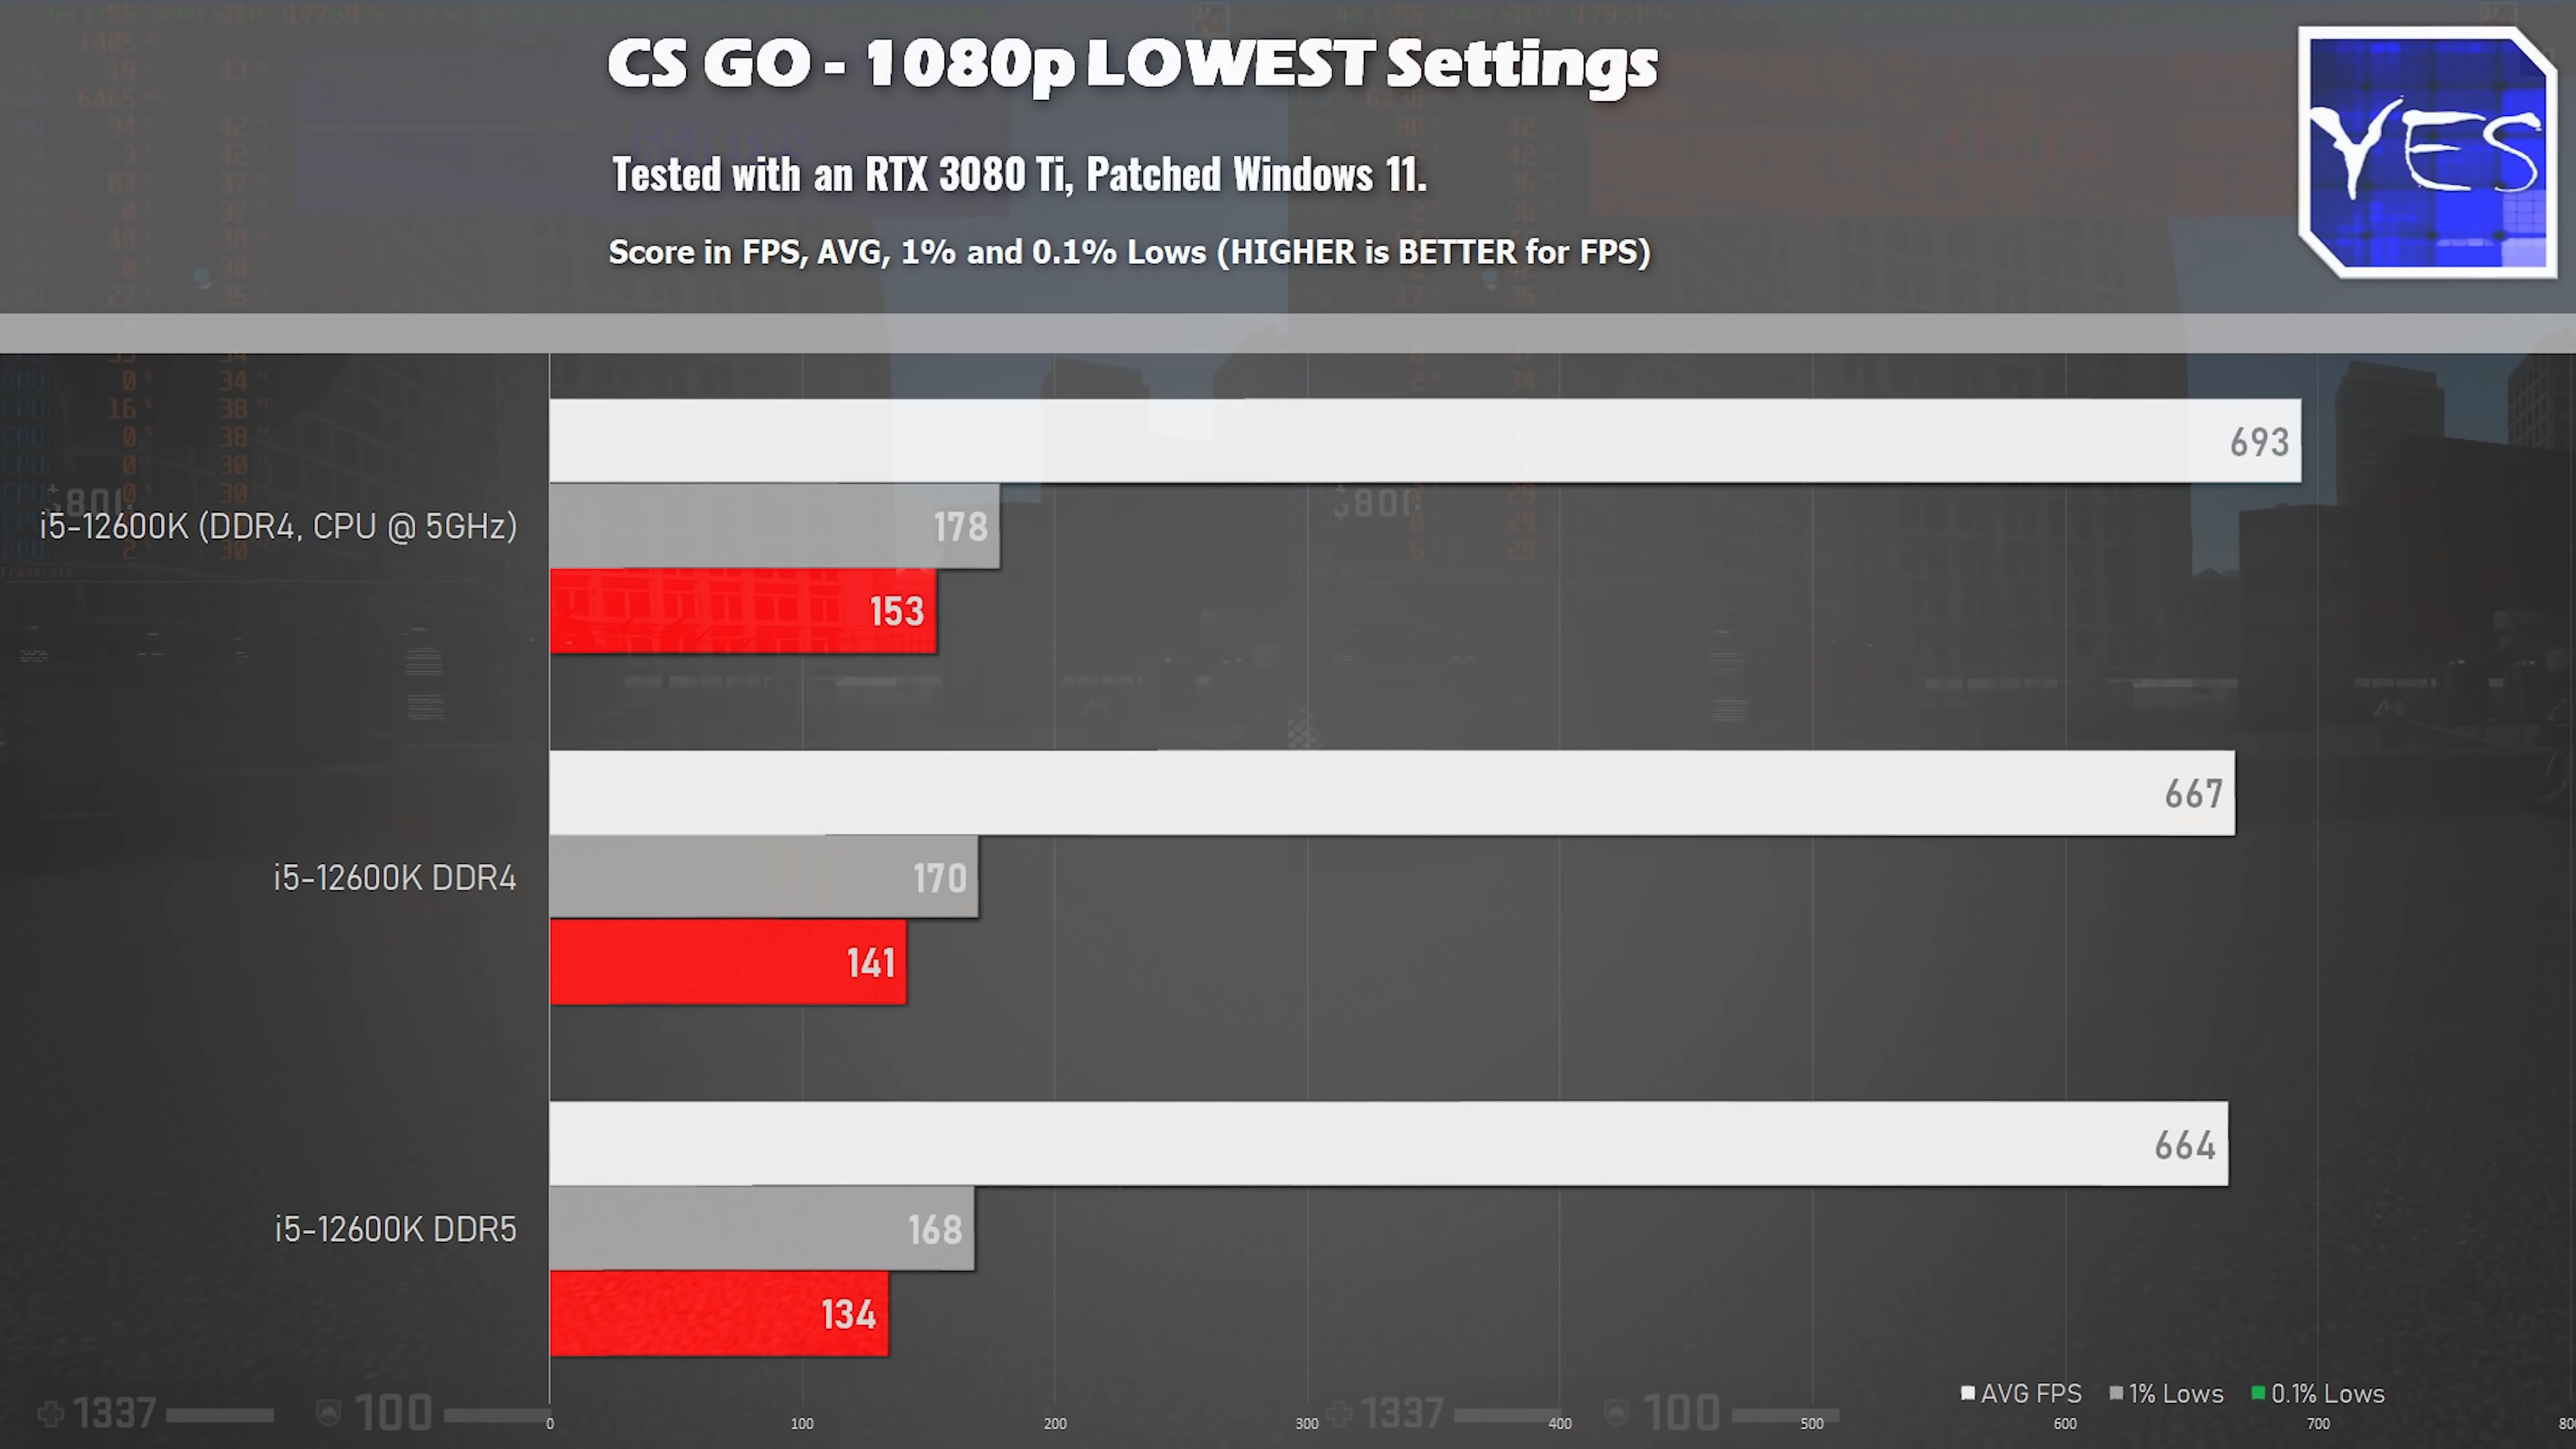 CS GO - 1080p LOWEST Settings
YES
Tested with an RTX 3080 Ti, Patched Windows 11.
Score in FPS, AVG, 1% and 0.1% Lows (HIGHER is BETTER for FPS)
693
i5-12600K (DDR4, CPU @ 5GHz)
178
153
667
i5-12600K DDR4
170
141
664
i5-12600K DDR5
168
134
AVG FPS 1% Lows 0.1% Lows
1337 100 1337 100
0 100 200 300 400 500 600 700